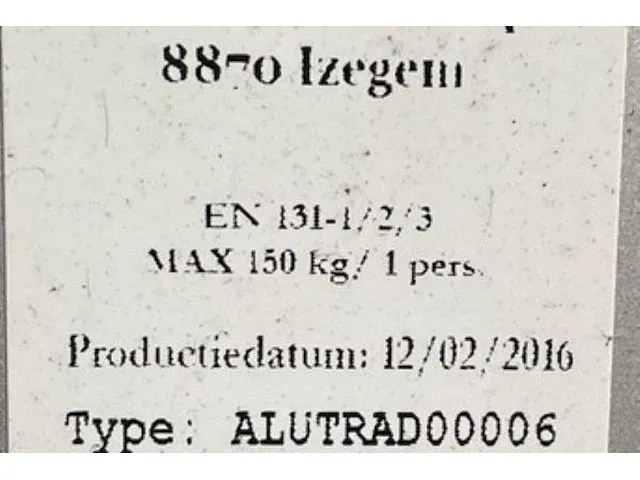 8870 Izegem
EN 131-1/2/3
MAX 150 kg/ 1 pers.
Productiedatum: 12/02/2016
Type: ALUTRAD00006